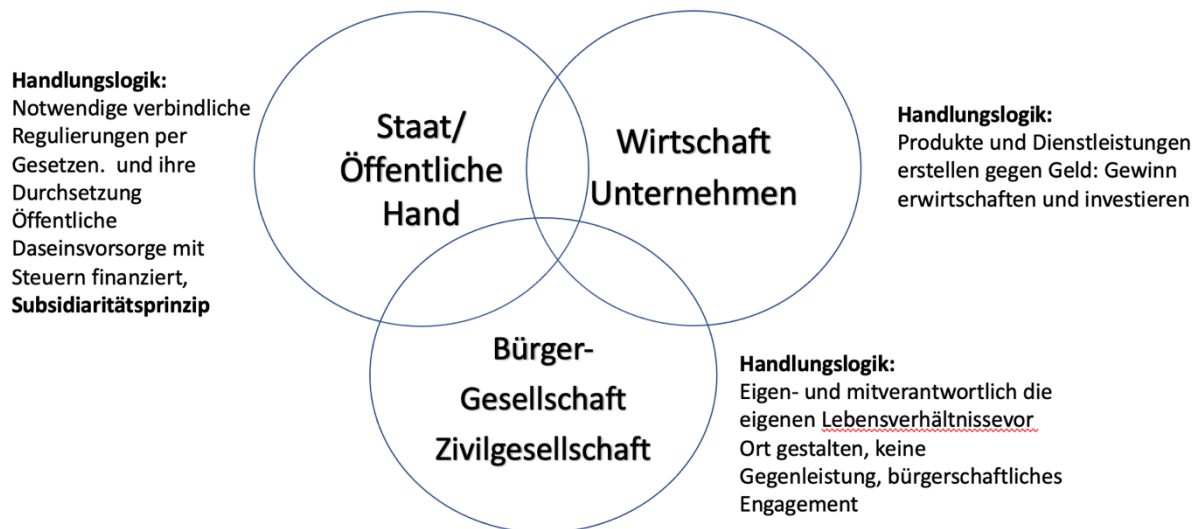 Handlungslogik:
Notwendige verbindliche
Regulierungen per
Gesetzen. und ihre
Durchsetzung
Öffentliche
Daseinsvorsorge mit
Steuern finanziert,
Subsidiaritätsprinzip
Staat/
Öffentliche
Hand
Wirtschaft
Unternehmen
Handlungslogik:
Produkte und Dienstleistungen
erstellen gegen Geld: Gewinn
erwirtschaften und investieren
Bürger-
Gesellschaft
Zivilgesellschaft
Handlungslogik:
Eigen- und mitverantwortlich die
eigenen Lebensverhältnissevor
Ort gestalten, keine
Gegenleistung, bürgerschaftliches
Engagement